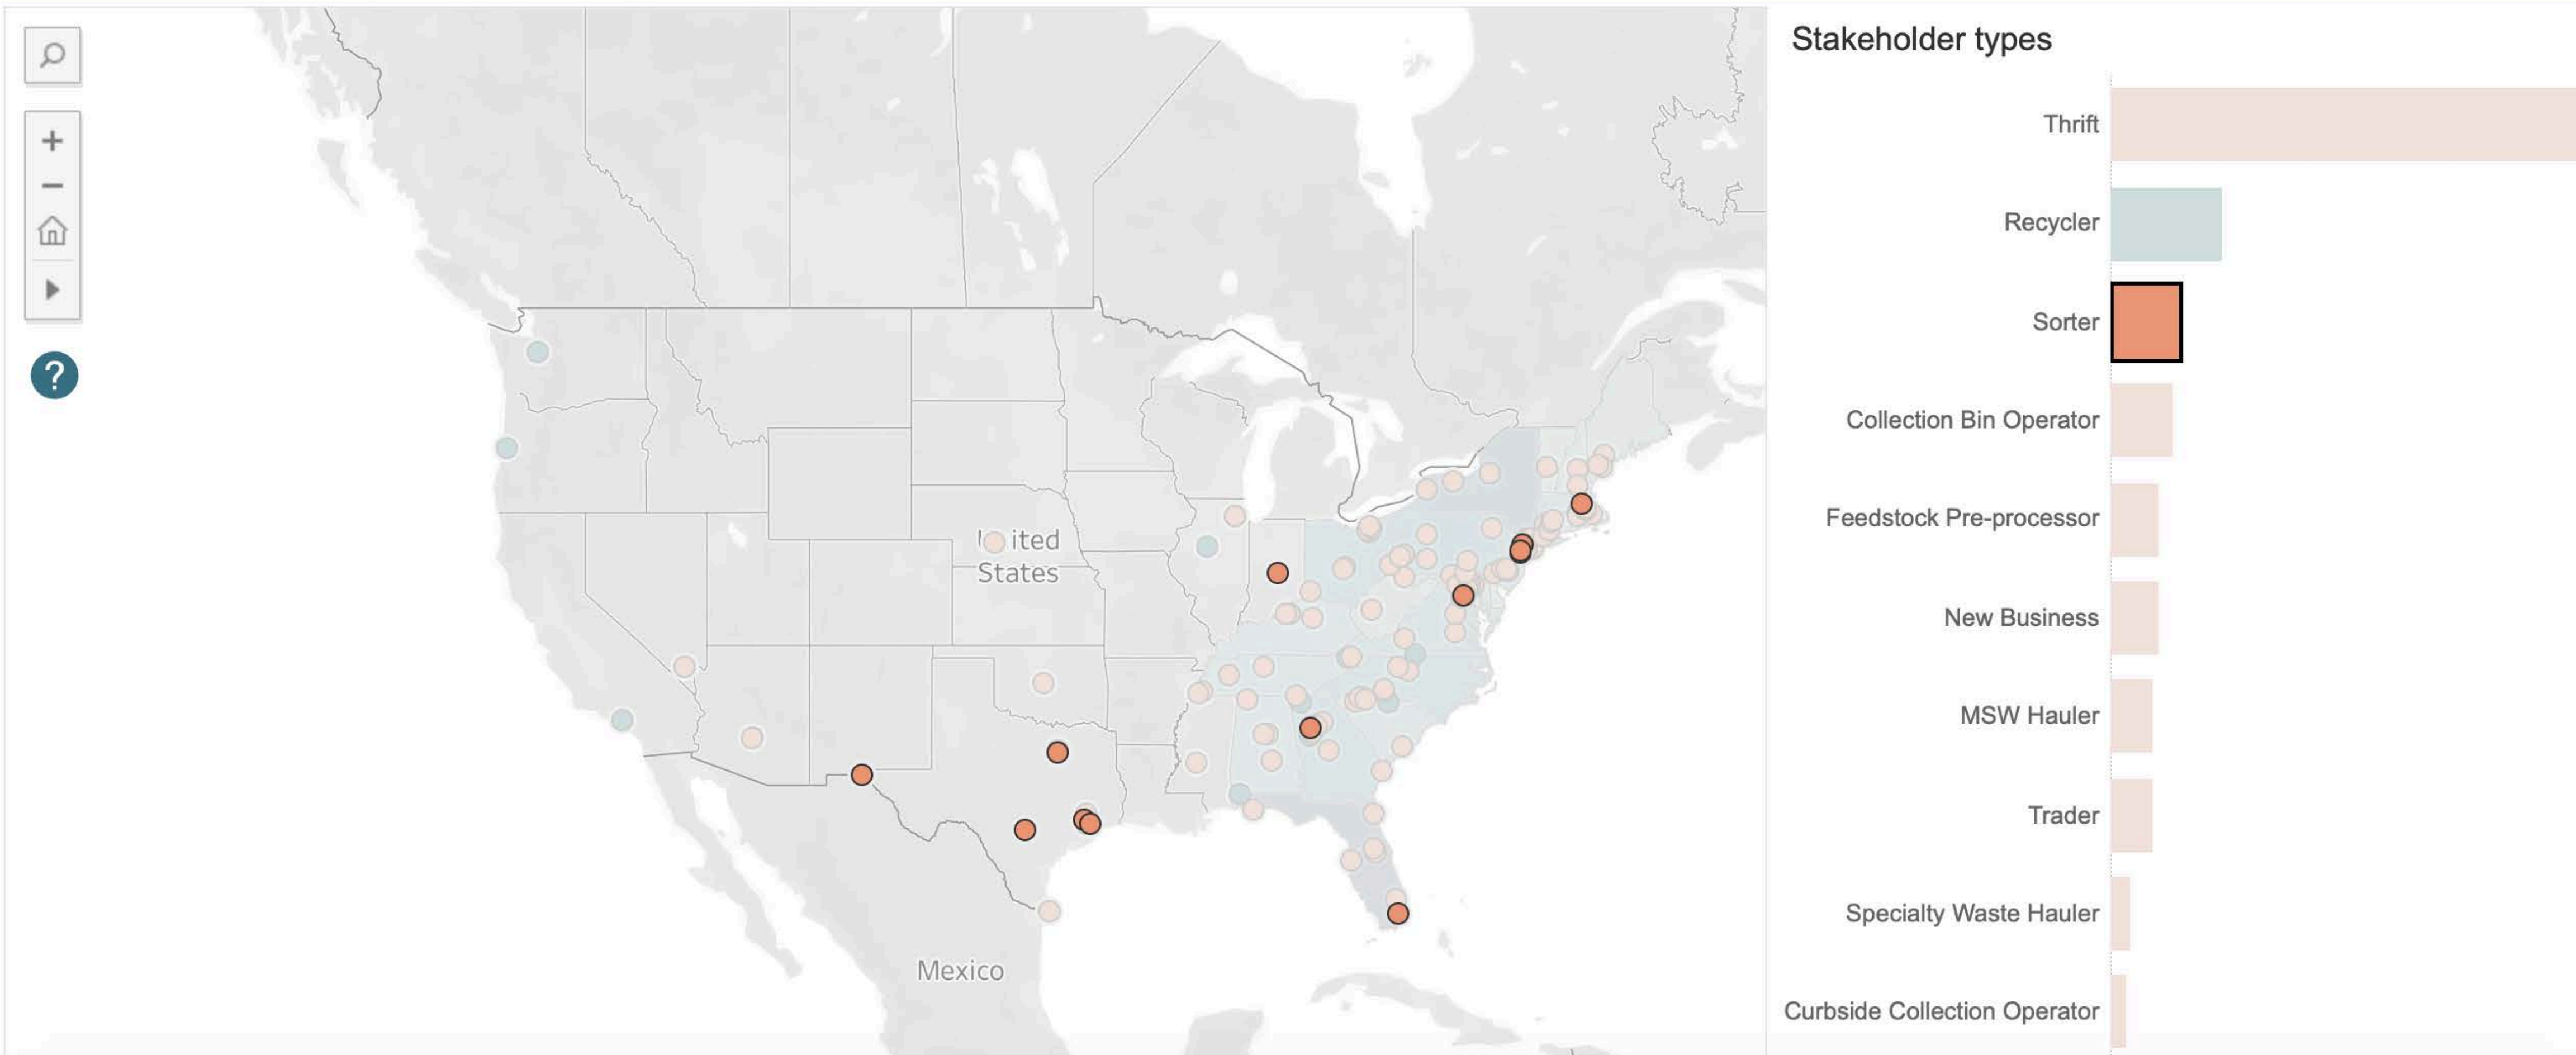 Stakeholder types
+
−
?
United
States
Mexico
Thrift
Recycler
Sorter
Collection Bin Operator
Feedstock Pre-processor
New Business
MSW Hauler
Trader
Specialty Waste Hauler
Curbside Collection Operator